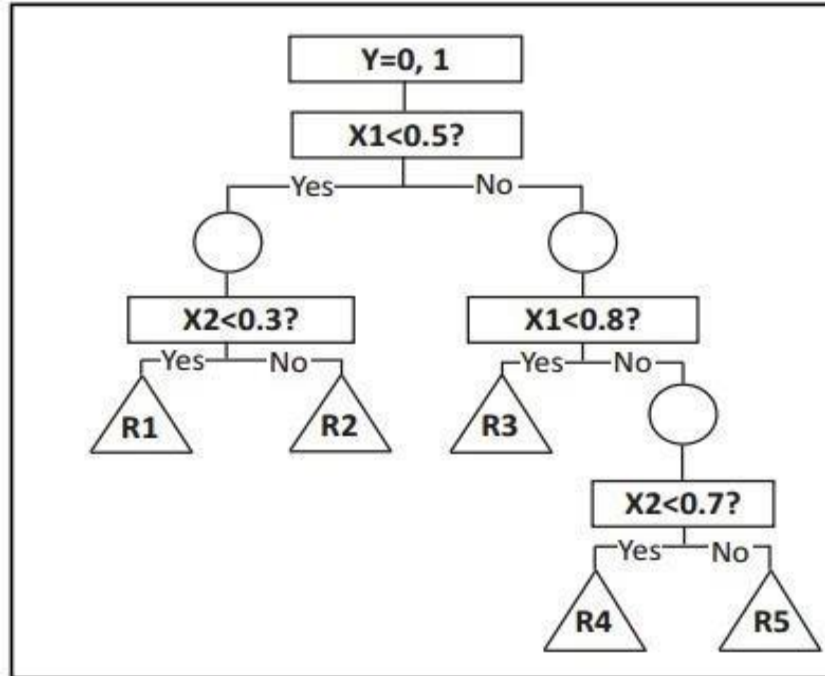 Y=0, 1
X1<0.5?
Yes No
X2<0.3? X1<0.8?
Yes No Yes No
R1 R2 R3
X2<0.7?
Yes No
R4 R5